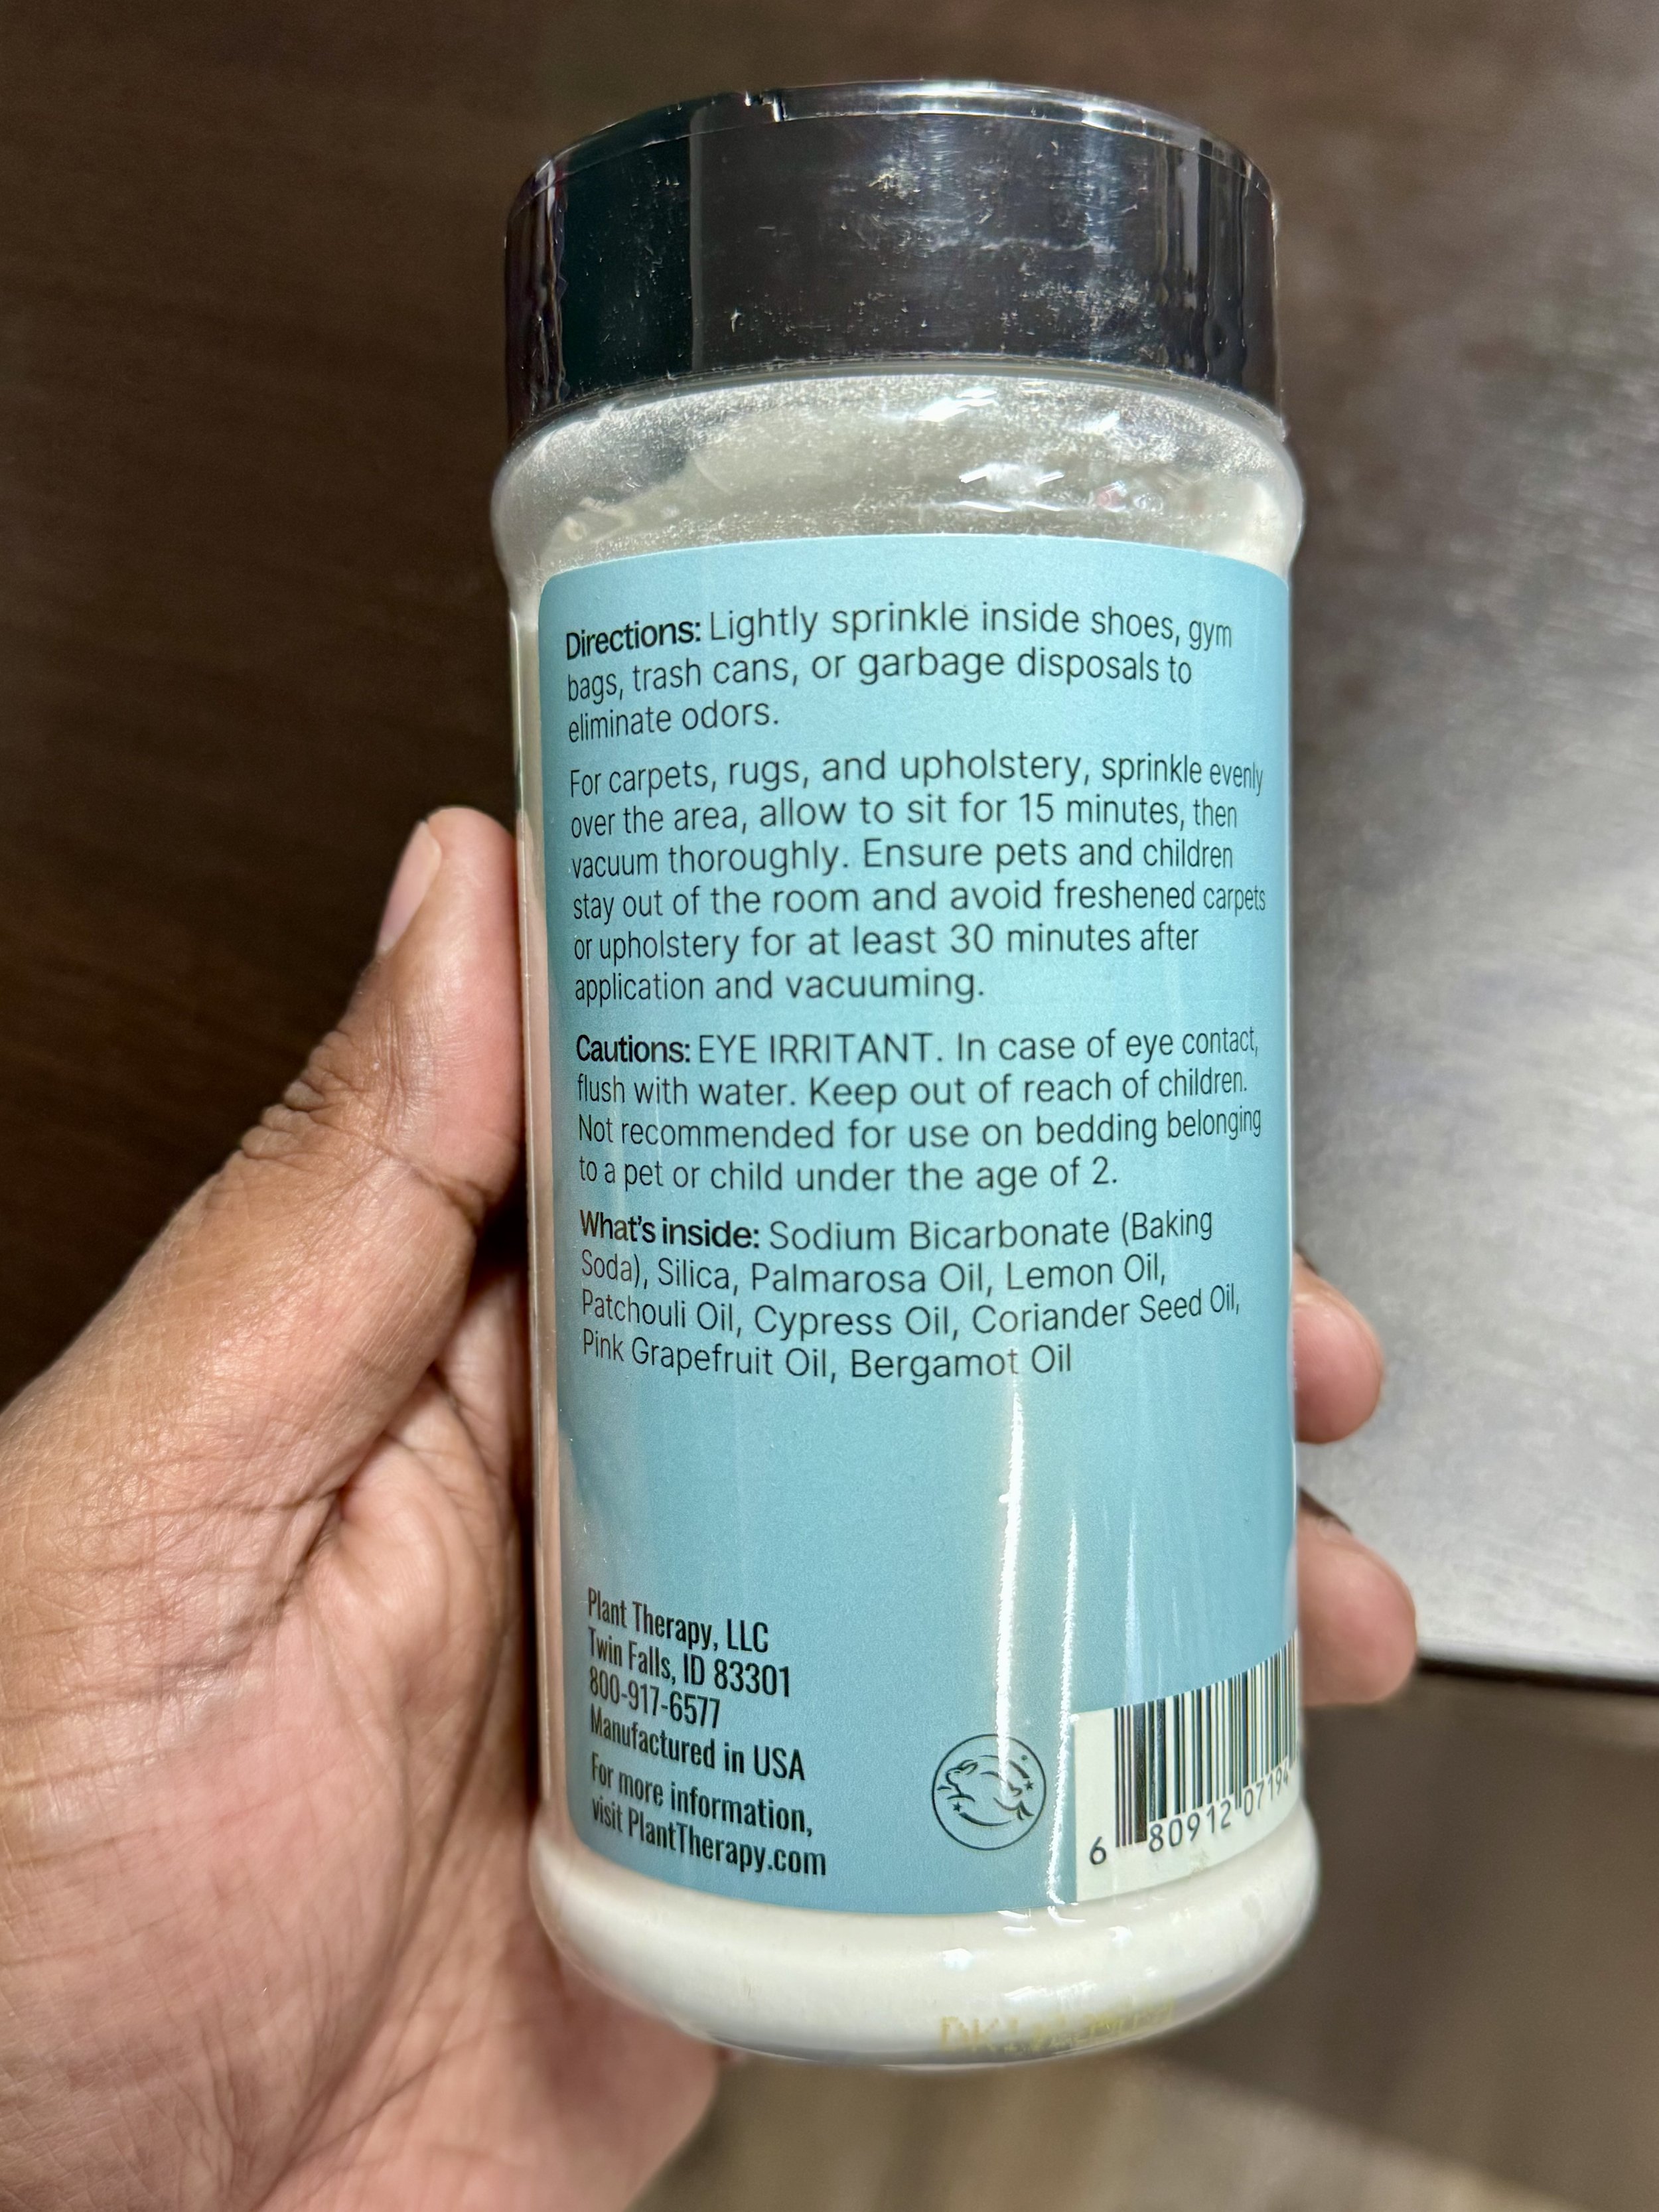 Directions: Lightly sprinkle inside shoes, gym
bags, trash cans, or garbage disposals to
eliminate odors.
For carpets, rugs, and upholstery, sprinkle evenly
over the area, allow to sit for 15 minutes, then
vacuum thoroughly. Ensure pets and children
stay out of the room and avoid freshened carpets
or upholstery for at least 30 minutes after
application and vacuuming.
Cautions: EYE IRRITANT. In case of eye contact,
flush with water. Keep out of reach of children.
Not recommended for use on bedding belonging
to a pet or child under the age of 2.
What's inside: Sodium Bicarbonate (Baking
Soda), Silica, Palmarosa Oil, Lemon Oil,
Patchouli Oil, Cypress Oil, Coriander Seed Oil,
Pink Grapefruit Oil, Bergamot Oil
Plant Therapy, LLC
Twin Falls, ID 83301
800-917-6577
Manufactured in USA
For more information,
visit PlantTherapy.com
6 80912 0719